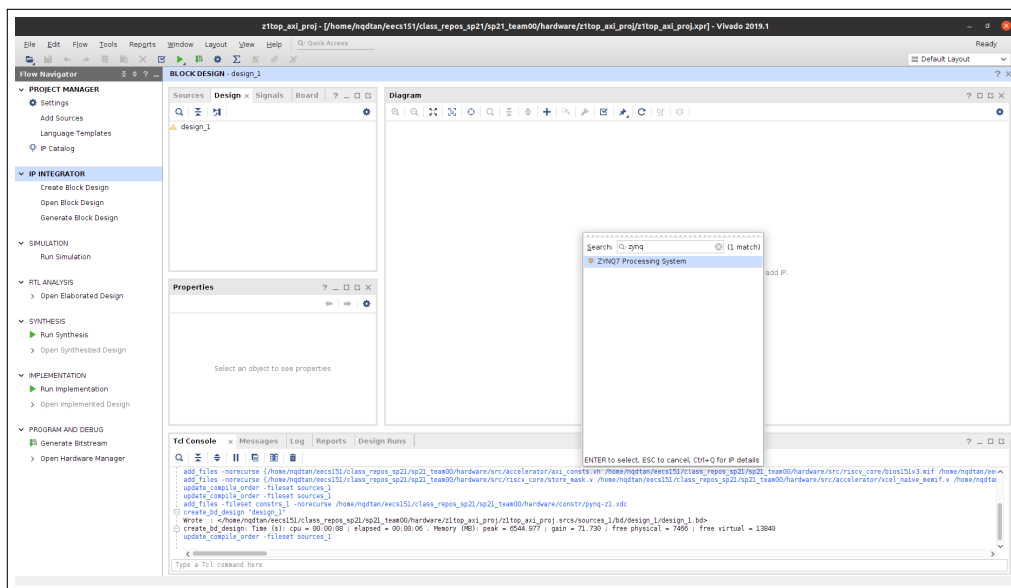 z1top_axi_proj - [/home/nqdtan/eecs151/class_repos_sp21/sp21_team00/hardware/z1top_axi_proj/z1top_axi_proj.xpr] - Vivado 2019.1
File Edit Flow Tools Reports Window Layout View Help Q- Quick Access Ready
Default Layout
Flow Navigator
BLOCK DESIGN - design_1
PROJECT MANAGER
Settings
Add Sources
Language Templates
IP Catalog
IP INTEGRATOR
Create Block Design
Open Block Design
Generate Block Design
SIMULATION
Run Simulation
RTL ANALYSIS
Open Elaborated Design
SYNTHESIS
Run Synthesis
Open Synthesized Design
IMPLEMENTATION
Run Implementation
Open Implemented Design
PROGRAM AND DEBUG
Generate Bitstream
Open Hardware Manager
Sources Design Signals Board
design_1
Properties
Select an object to see properties
Diagram
Search: Q- zynq (1 match)
ZYNQ7 Processing System
add IP.
ENTER to select, ESC to cancel, Ctrl+Q for IP details
Tcl Console Messages Log Reports Design Runs
add_files -norecurse {/home/nqdtan/eecs151/class_repos_sp21/sp21_team00/hardware/src/accelerator/axi_consts.vh /home/nqdtan/eecs151/class_repos_sp21/sp21_team00/hardware/src/riscv_core/bios151v3.mif /home/nqdtan/
add_files -norecurse {/home/nqdtan/eecs151/class_repos_sp21/sp21_team00/hardware/src/riscv_core/store_mask.v /home/nqdtan/eecs151/class_repos_sp21/sp21_team00/hardware/src/accelerator/xcel_naive_memif.v /home/nqdta
update_compile_order -fileset sources_1
update_compile_order -fileset sources_1
add_files -fileset constrs_1 -norecurse /home/nqdtan/eecs151/class_repos_sp21/sp21_team00/hardware/constr/pynq-z1.xdc
create_bd_design "design_1"
Wrote : </home/nqdtan/eecs151/class_repos_sp21/sp21_team00/hardware/z1top_axi_proj/z1top_axi_proj.srcs/sources_1/bd/design_1/design_1.bd>
create_bd_design: Time (s): cpu = 00:00:08 ; elapsed = 00:00:06 . Memory (MB): peak = 6544.977 ; gain = 71.730 ; free physical = 7466 ; free virtual = 13840
update_compile_order -fileset sources_1
Type a Tcl command here